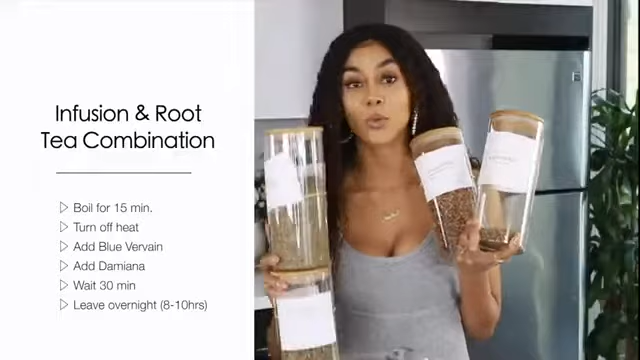 Infusion & Root
Tea Combination
Boil for 15 min.
Turn off heat
Add Blue Vervain
Add Damiana
Wait 30 min
Leave overnight (8-10hrs)